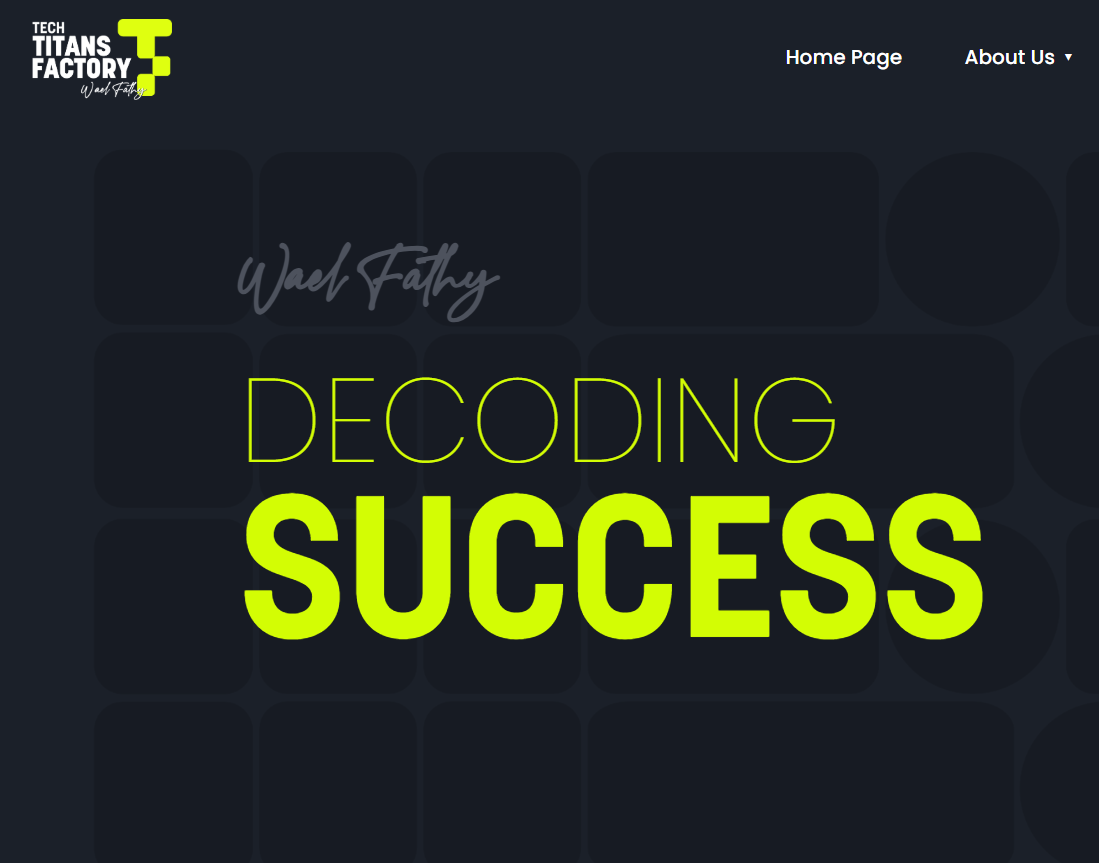 TECH
TITANS
FACTORY
Wael Fathy
Home Page
About Us
Wael Fathy
DECODING
SUCCESS